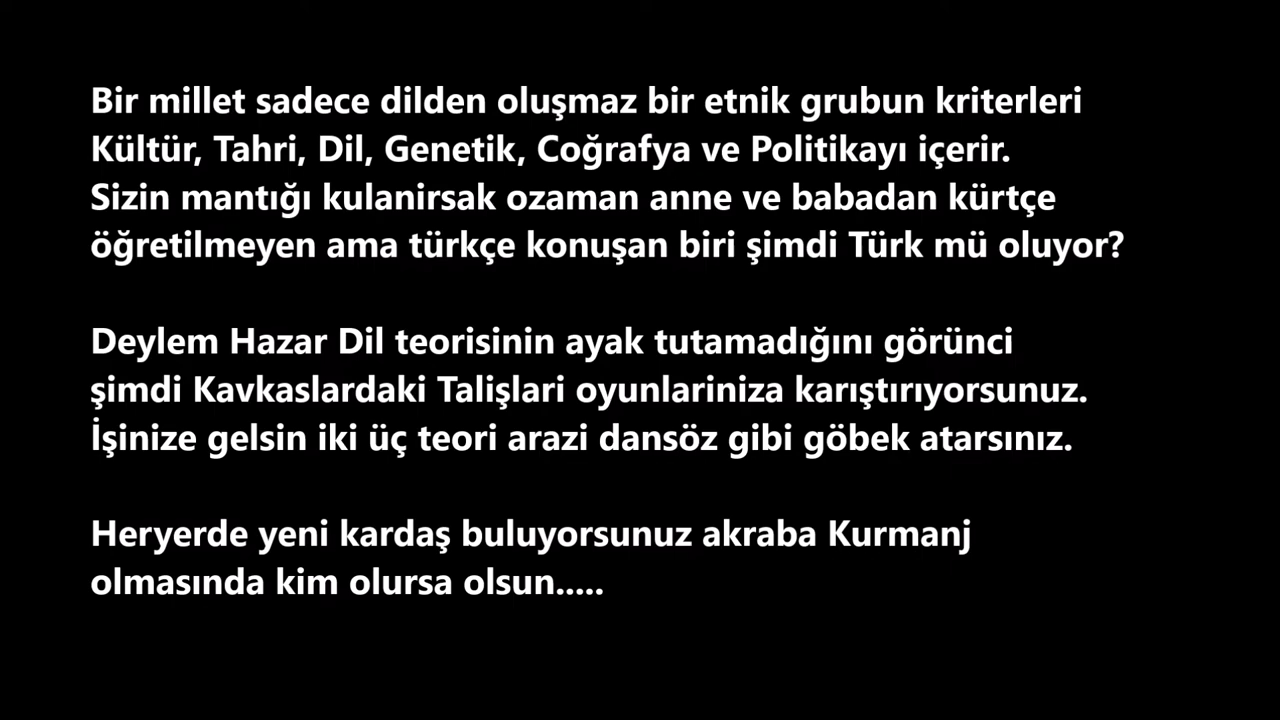 Bir millet sadece dilden oluşmaz bir etnik grubun kriterleri
Kültür, Tahri, Dil, Genetik, Coğrafya ve Politikayı içerir.
Sizin mantığı kulanirsak ozaman anne ve babadan kürtçe
öğretilmeyen ama türkçe konuşan biri şimdi Türk mü oluyor?
Deylem Hazar Dil teorisinin ayak tutamadığını görünci
şimdi Kavkaslardaki Talişlari oyunlariniza karıştırıyorsunuz.
İşinize gelsin iki üç teori arazi dansöz gibi göbek atarsınız.
Heryerde yeni kardaş buluyorsunuz akraba Kurmanj
olmasında kim olursa olsun.....